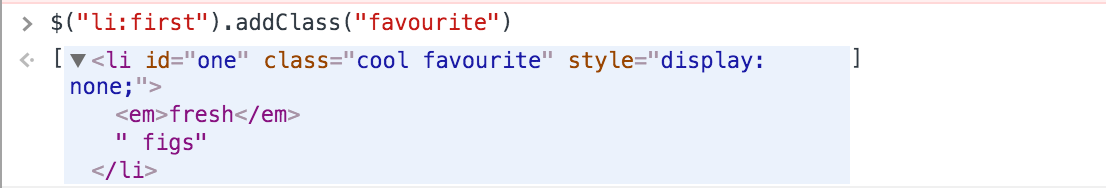 > $("li:first").addClass("favourite")
[▼<li id="one" class="cool favourite" style="display: ]
none;">
<em>fresh</em>
" figs"
</li>